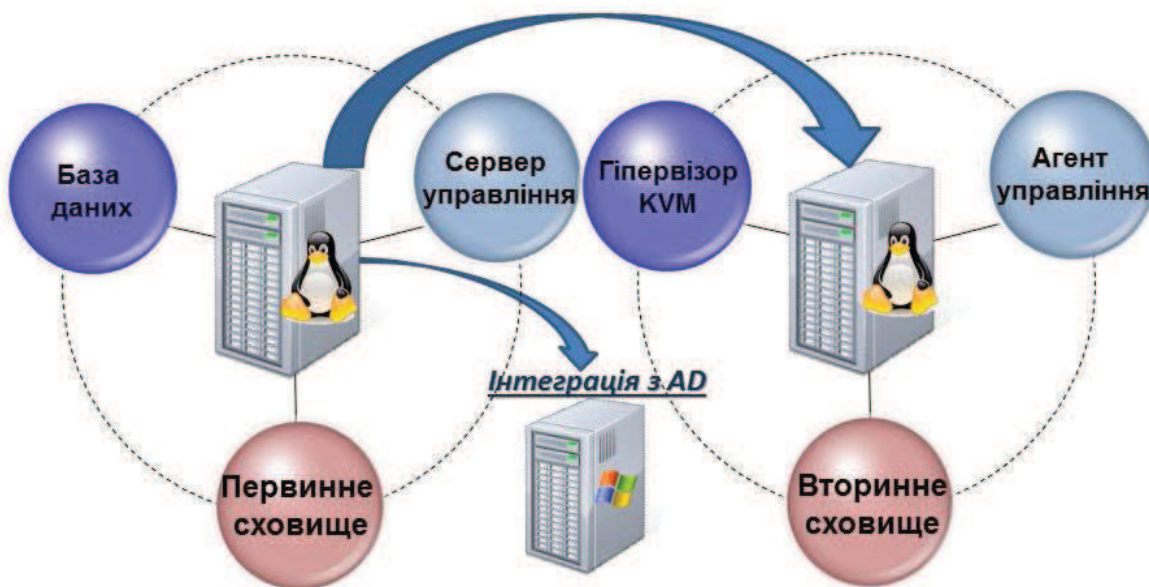 База
даних
Сервер
управління
Гіпервізор
KVM
Агент
управління
Інтеграція з AD
Первинне
сховище
Вторинне
сховище